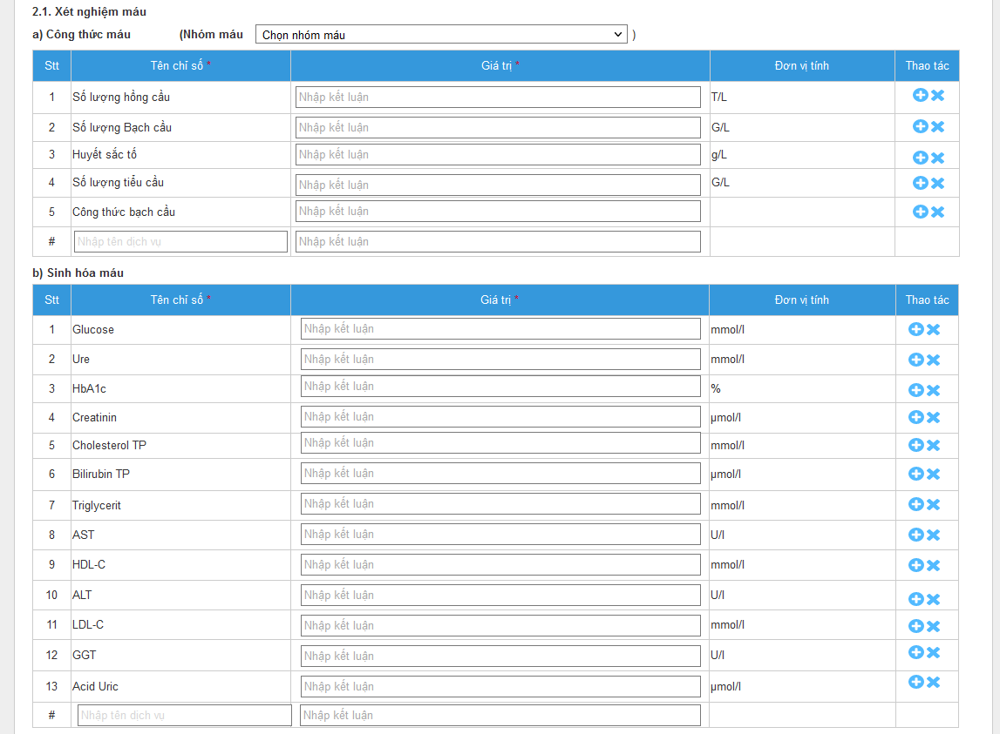 2.1. Xét nghiệm máu
a) Công thức máu (Nhóm máu Chọn nhóm máu )
Stt Tên chỉ số * Giá trị * Đơn vị tính Thao tác
1 Số lượng hồng cầu Nhập kết luận T/L
2 Số lượng Bạch cầu Nhập kết luận G/L
3 Huyết sắc tố Nhập kết luận g/L
4 Số lượng tiểu cầu Nhập kết luận G/L
5 Công thức bạch cầu Nhập kết luận
# Nhập tên dịch vu Nhập kết luận
b) Sinh hóa máu
Stt Tên chỉ số * Giá trị * Đơn vị tính Thao tác
1 Glucose Nhập kết luận mmol/l
2 Ure Nhập kết luận mmol/l
3 HbA1c Nhập kết luận %
4 Creatinin Nhập kết luận µmol/l
5 Cholesterol TP Nhập kết luận mmol/l
6 Bilirubin TP Nhập kết luận µmol/l
7 Triglycerit Nhập kết luận mmol/l
8 AST Nhập kết luận U/l
9 HDL-C Nhập kết luận mmol/l
10 ALT Nhập kết luận U/l
11 LDL-C Nhập kết luận mmol/l
12 GGT Nhập kết luận U/l
13 Acid Uric Nhập kết luận µmol/l
# Nhập tên dịch vu Nhập kết luận